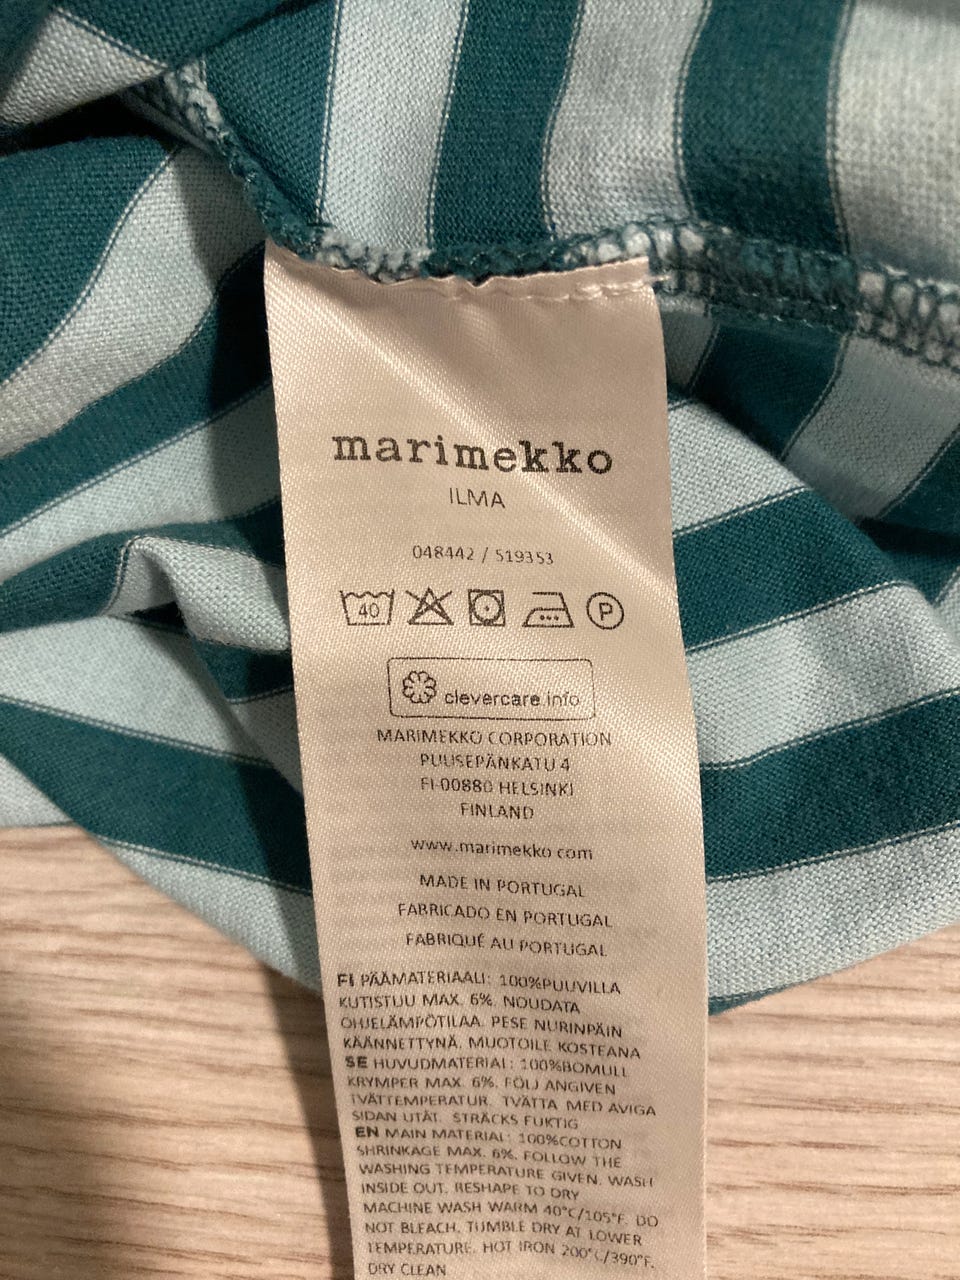 marimekko
ILMA
048442 / 519353
40 P
clevercare.info
MARIMEKKO CORPORATION
PUUSEPÄNKATU 4
FI-00880 HELSINKI
FINLAND
www.marimekko.com
MADE IN PORTUGAL
FABRICADO EN PORTUGAL
FABRIQUÉ AU PORTUGAL
FI PÄÄMATERIAALI: 100%PUUVILLA
KUTISTUU MAX. 6%. NOUDATA
OHJELÄMPÖTILAA. PESE NURINPÄIN
KÄÄNNETTYNÄ. MUOTOILE KOSTEANA
SE HUVUDMATERIAL: 100%BOMULL
KRYMPER MAX. 6%. FÖLJ ANGIVEN
TVÄTTEMPERATUR. TVÄTTA MED AVIGA
SIDAN UTÅT. STRÄCKS FUKTIG
EN MAIN MATERIAL: 100%COTTON
SHRINKAGE MAX. 6%. FOLLOW THE
WASHING TEMPERATURE GIVEN. WASH
INSIDE OUT. RESHAPE TO DRY
MACHINE WASH WARM 40°C/105°F. DO
NOT BLEACH. TUMBLE DRY AT LOWER
TEMPERATURE. HOT IRON 200°C/390°F.
DRY CLEAN